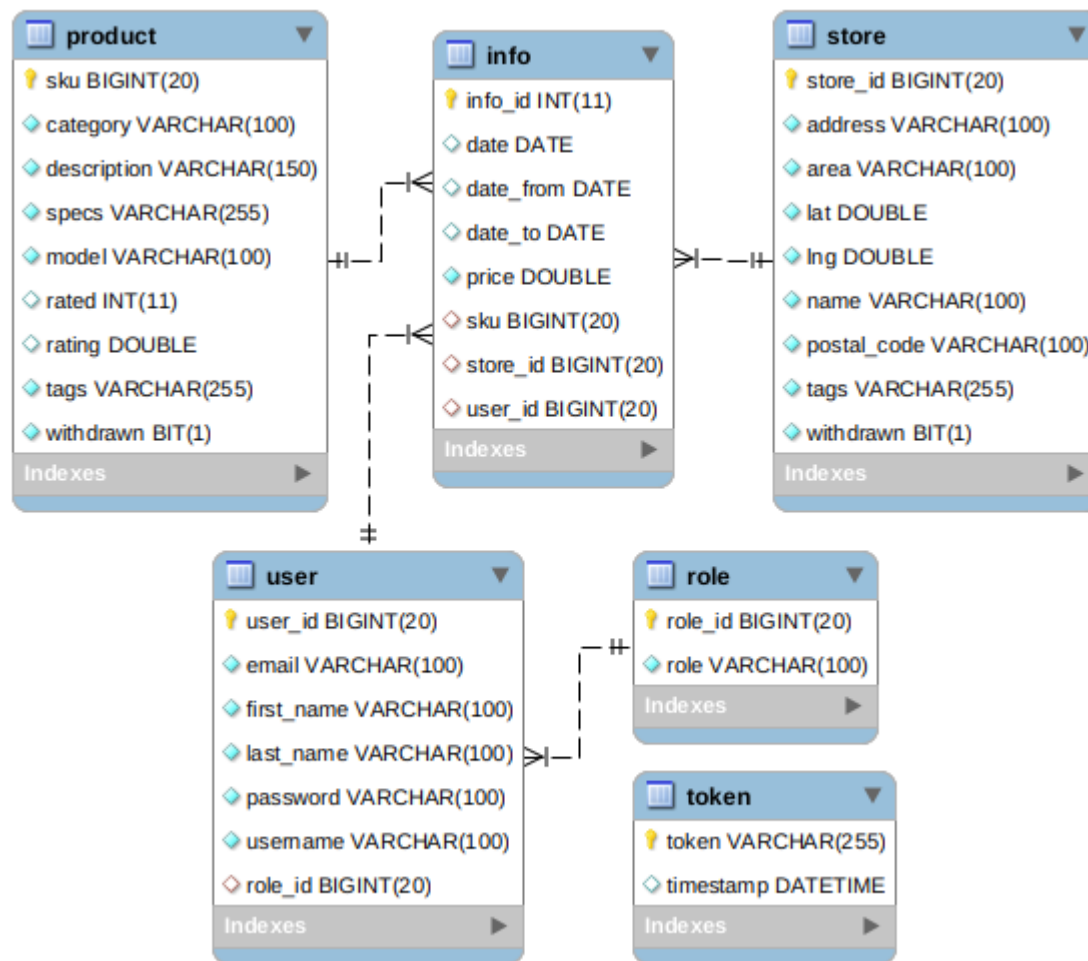 product
sku BIGINT(20)
category VARCHAR(100)
description VARCHAR(150)
specs VARCHAR(255)
model VARCHAR(100)
rated INT(11)
rating DOUBLE
tags VARCHAR(255)
withdrawn BIT(1)
Indexes
info
info_id INT(11)
date DATE
date_from DATE
date_to DATE
price DOUBLE
sku BIGINT(20)
store_id BIGINT(20)
user_id BIGINT(20)
Indexes
store
store_id BIGINT(20)
address VARCHAR(100)
area VARCHAR(100)
lat DOUBLE
lng DOUBLE
name VARCHAR(100)
postal_code VARCHAR(100)
tags VARCHAR(255)
withdrawn BIT(1)
Indexes
user
user_id BIGINT(20)
email VARCHAR(100)
first_name VARCHAR(100)
last_name VARCHAR(100)
password VARCHAR(100)
username VARCHAR(100)
role_id BIGINT(20)
Indexes
role
role_id BIGINT(20)
role VARCHAR(100)
Indexes
token
token VARCHAR(255)
timestamp DATETIME
Indexes